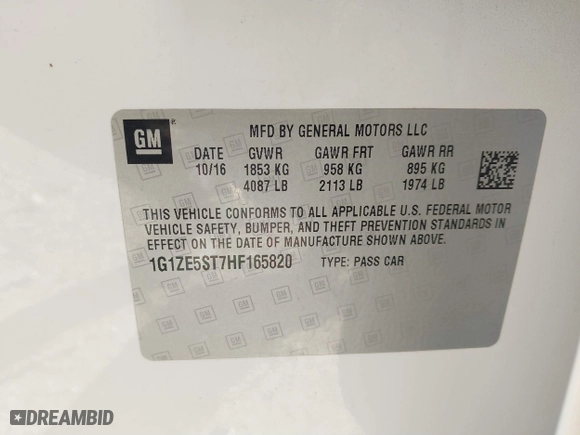 GM
MFD BY GENERAL MOTORS LLC
DATE GVWR GAWR FRT GAWR RR
10/16 1853 KG 958 KG 895 KG
4087 LB 2113 LB 1974 LB
THIS VEHICLE CONFORMS TO ALL APPLICABLE U.S. FEDERAL MOTOR
VEHICLE SAFETY, BUMPER, AND THEFT PREVENTION STANDARDS IN
EFFECT ON THE DATE OF MANUFACTURE SHOWN ABOVE.
1G1ZE5ST7HF165820 TYPE: PASS CAR
DREAMBID